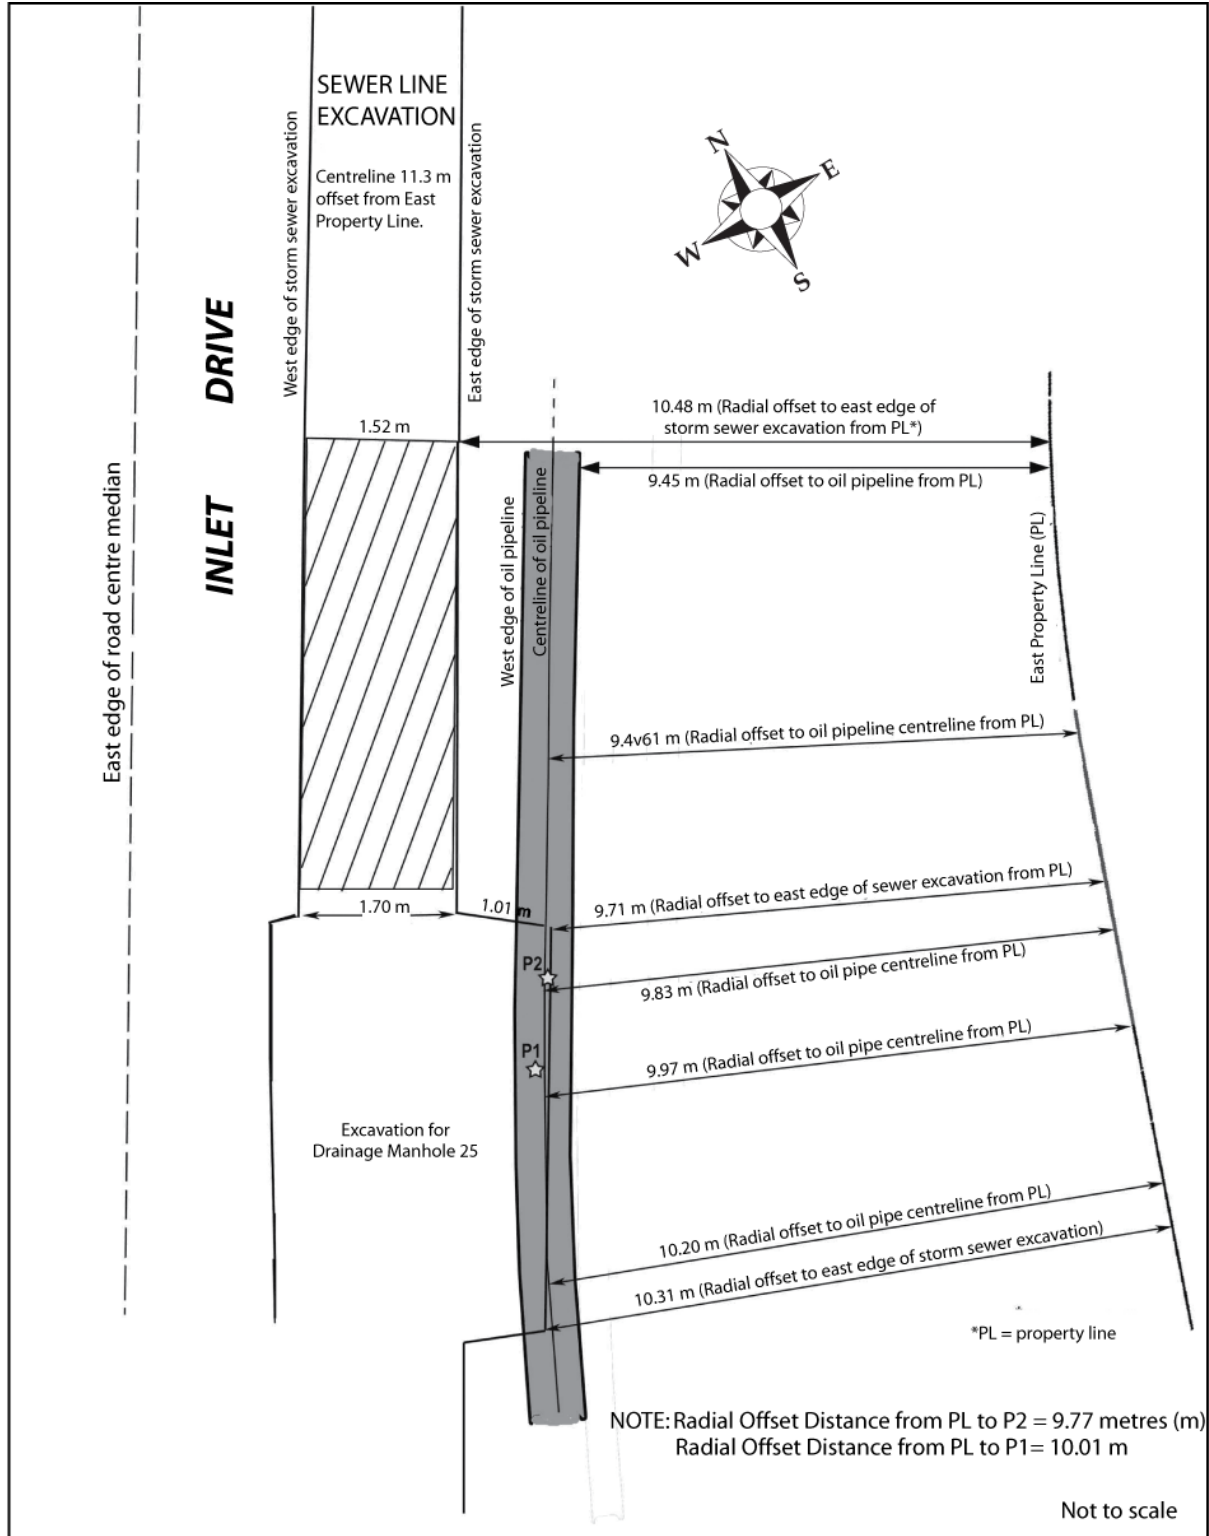 SEWER LINE
EXCAVATION
Centreline 11.3 m
offset from East
Property Line.
West edge of storm sewer excavation
East edge of storm sewer excavation
N
E
W
S
INLET DRIVE
East edge of road centre median
1.52 m
10.48 m (Radial offset to east edge of
storm sewer excavation from PL*)
9.45 m (Radial offset to oil pipeline from PL)
West edge of oil pipeline
Centreline of oil pipeline
East Property Line (PL)
9.4v61 m (Radial offset to oil pipeline centreline from PL)
1.70 m
1.01 m
9.71 m (Radial offset to east edge of sewer excavation from PL)
P2
9.83 m (Radial offset to oil pipe centreline from PL)
P1
9.97 m (Radial offset to oil pipe centreline from PL)
Excavation for
Drainage Manhole 25
10.20 m (Radial offset to oil pipe centreline from PL)
10.31 m (Radial offset to east edge of storm sewer excavation)
*PL = property line
NOTE: Radial Offset Distance from PL to P2 = 9.77 metres (m)
Radial Offset Distance from PL to P1= 10.01 m
Not to scale